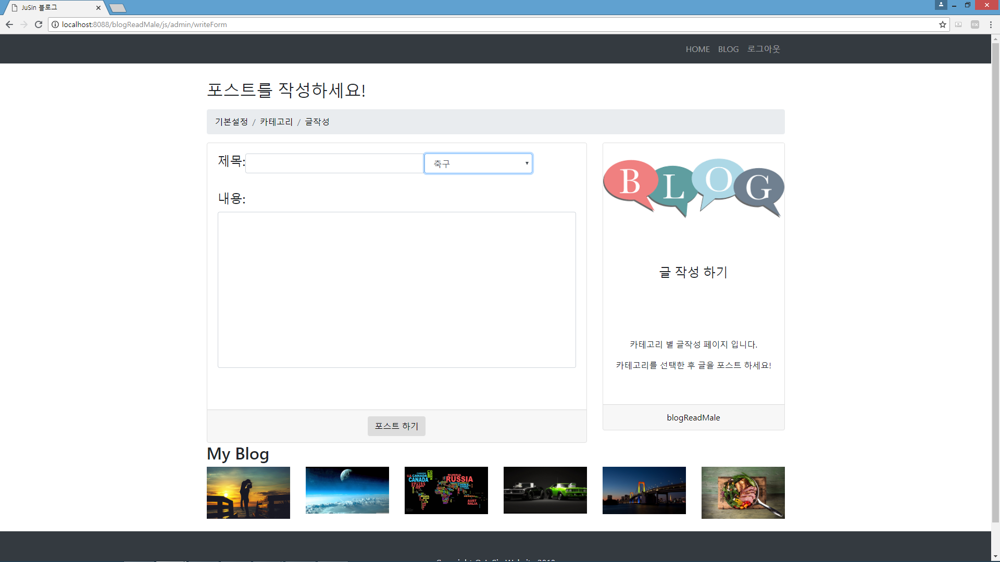 JuSin 블로그
localhost:8088/blogReadMale/js/admin/writeForm
HOME BLOG 로그아웃
포스트를 작성하세요!
기본설정 / 카테고리 / 글작성
제목:
축구
내용:
포스트 하기
BLOG
글 작성 하기
카테고리 별 글작성 페이지 입니다.
카테고리를 선택한 후 글을 포스트 하세요!
blogReadMale
My Blog
CANADA
RUSSIA
CHINA
BRAZIL
AUST
RALIA